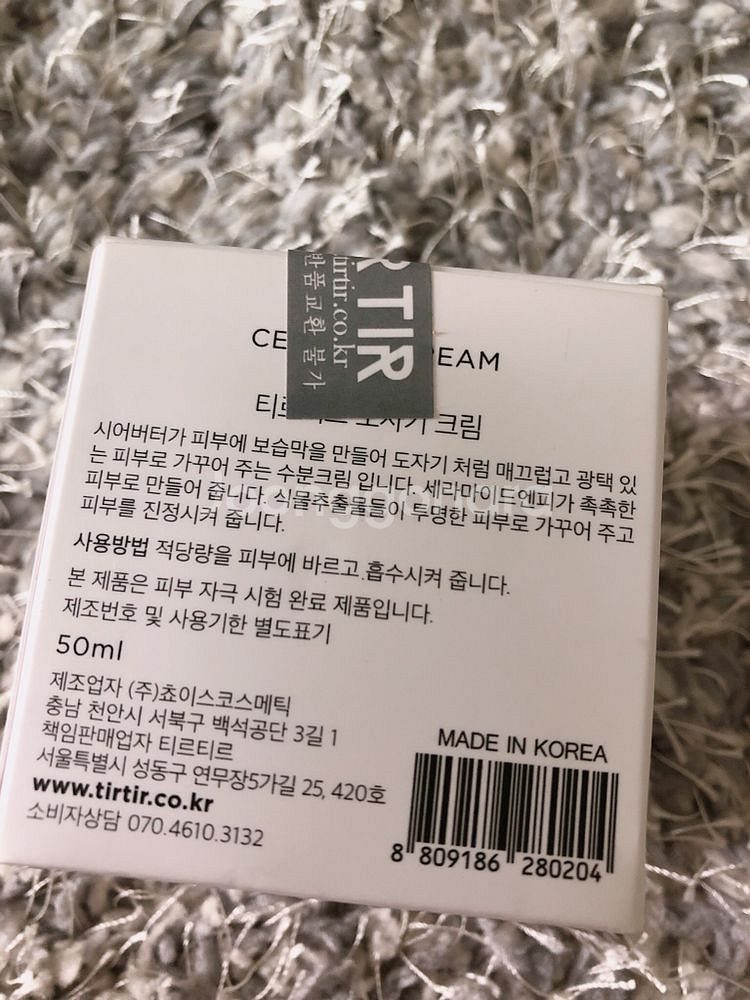 TIR
tirtir.co.kr
반품교환 불가
CE
REAM
크림
시어버터가 피부에 보습막을 만들어 도자기 처럼 매끄럽고 광택 있
는 피부로 가꾸어 주는 수분크림 입니다. 세라마이드엔피가 촉촉한
피부로 만들어 줍니다. 식물추출물들이 투명한 피부로 가꾸어 주고
피부를 진정시켜 줍니다.
사용방법 적당량을 피부에 바르고 흡수시켜 줍니다.
본 제품은 피부 자극 시험 완료 제품입니다.
제조번호 및 사용기한 별도표기
50ml
제조업자 (주)쵸이스코스메틱
충남 천안시 서북구 백석공단 3길 1
책임판매업자 티르티르
서울특별시 성동구 연무장5가길 25, 420호
www.tirtir.co.kr
소비자상담 070.4610.3132
MADE IN KOREA
8 809186 280204